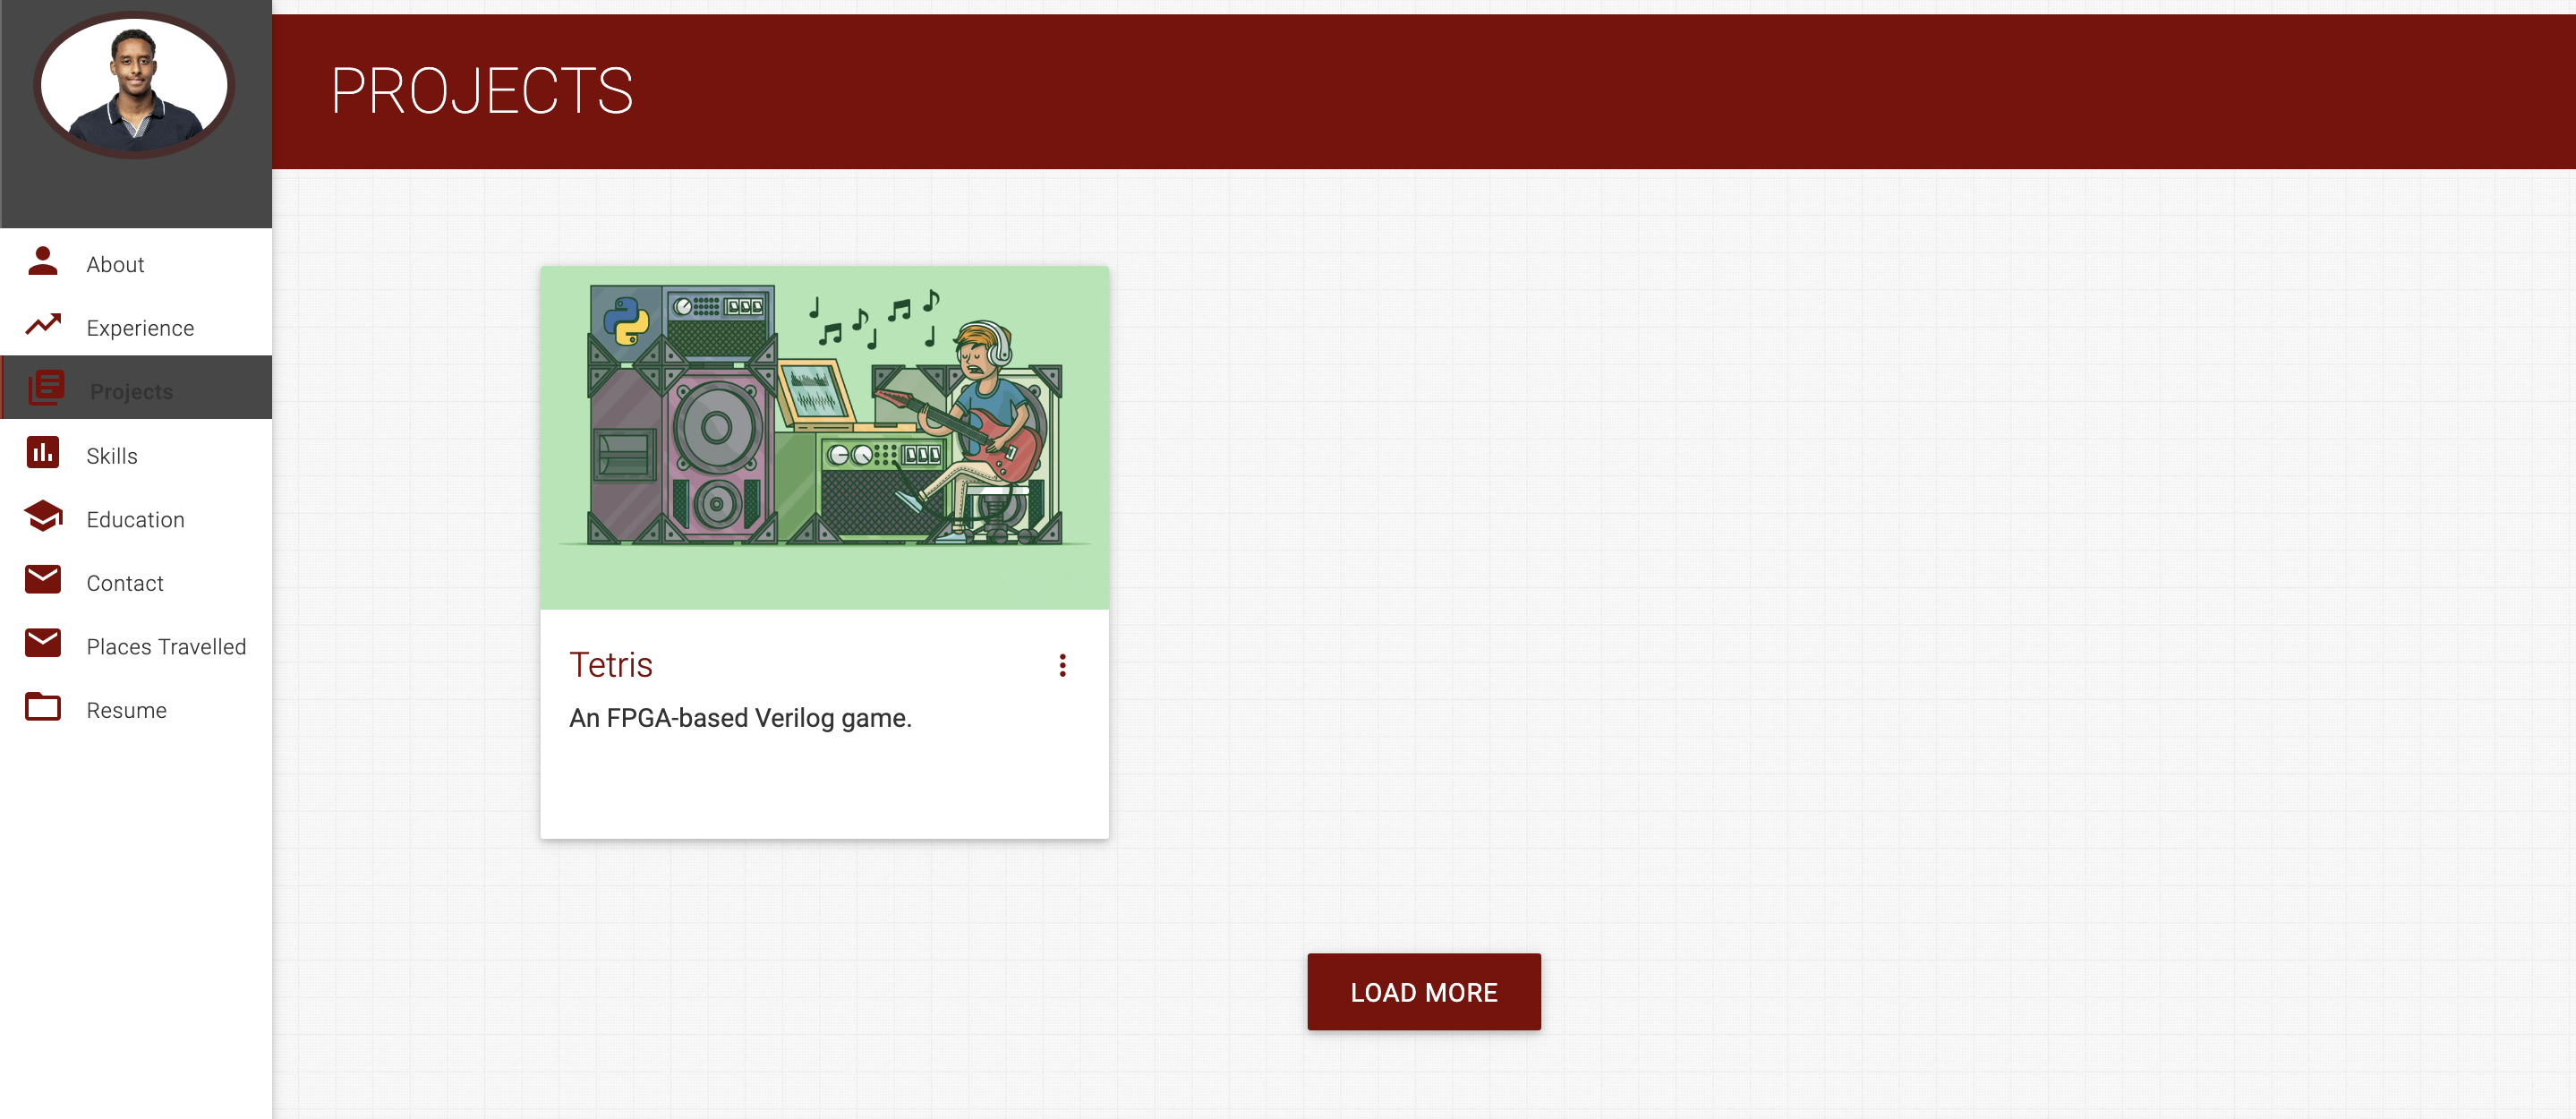 PROJECTS
About
Experience
Projects
Skills
Education
Contact
Places Travelled
Resume
Tetris
An FPGA-based Verilog game.
LOAD MORE